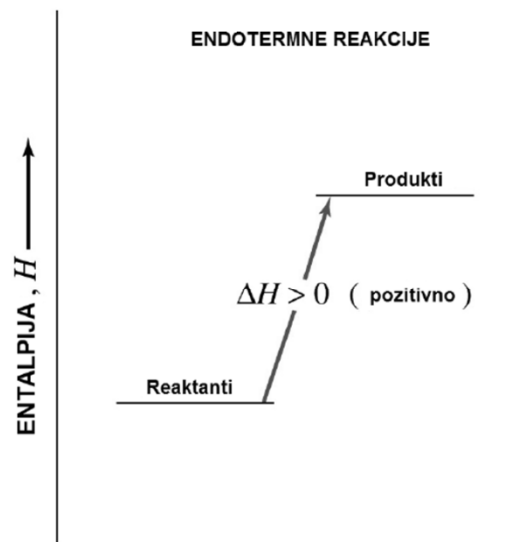 ENDOTERMNE REAKCIJE
Produkti
ΔH > 0 ( pozitivno )
Reaktanti
ENTALPIJA , H